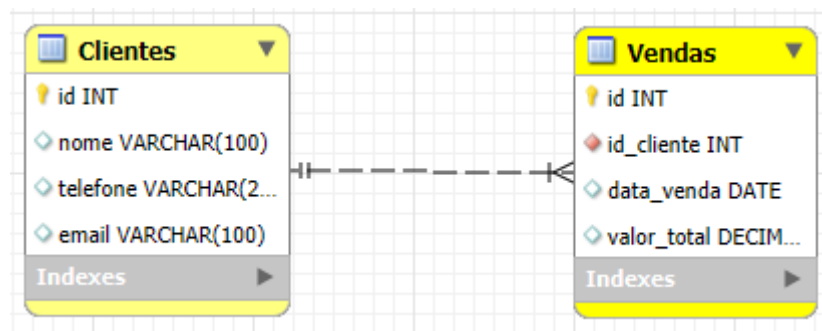 Clientes
id INT
nome VARCHAR(100)
telefone VARCHAR(2...
email VARCHAR(100)
Indexes
Vendas
id INT
id_cliente INT
data_venda DATE
valor_total DECIM...
Indexes